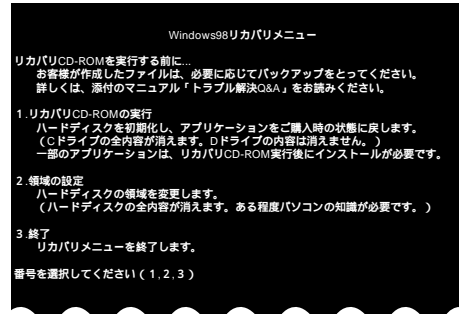 Windows98リカバリメニュー
リカバリCD-ROMを実行する前に...
お客様が作成したファイルは、必要に応じてバックアップをとってください。
詳しくは、添付のマニュアル「トラブル解決Q&A」をお読みください。
1.リカバリCD-ROMの実行
ハードディスクを初期化し、アプリケーションをご購入時の状態に戻します。
（Cドライブの全内容が消えます。Dドライブの内容は消えません。）
一部のアプリケーションは、リカバリCD-ROM実行後にインストールが必要です。
2.領域の設定
ハードディスクの領域を変更します。
（ハードディスクの全内容が消えます。ある程度パソコンの知識が必要です。）
3.終了
リカバリメニューを終了します。
番号を選択してください（1,2,3）